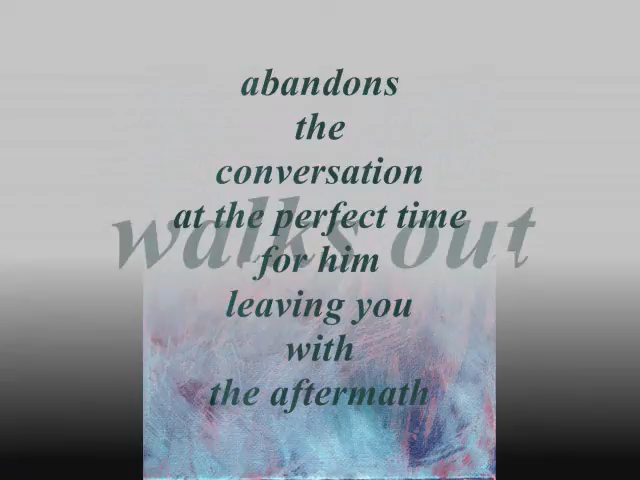 abandons
the
conversation
at the perfect time
walks out
for him
leaving you
with
the aftermath